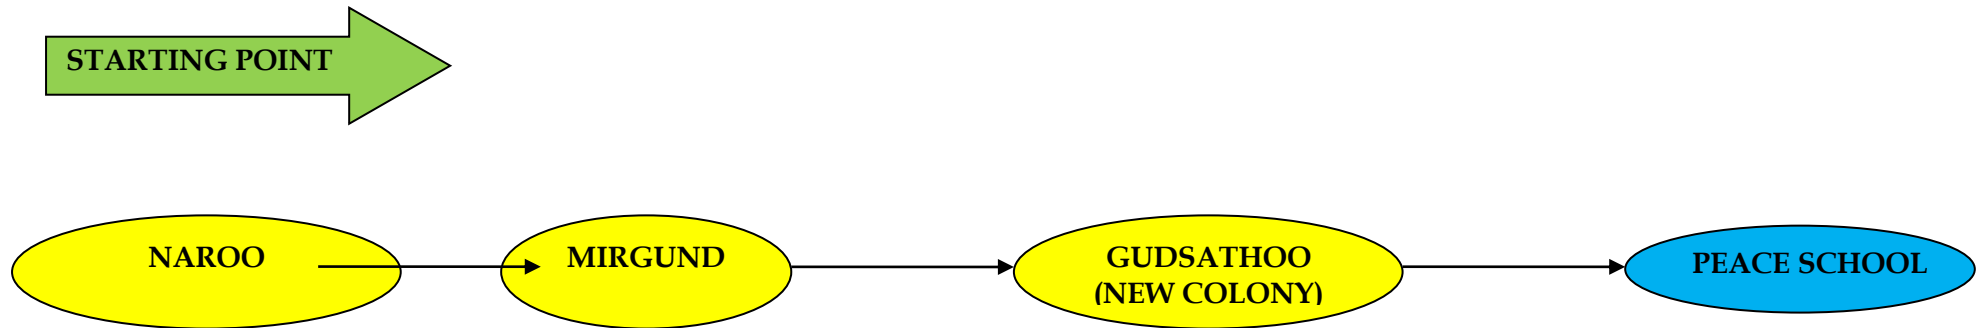 STARTING POINT
NAROO
MIRGUND
GUDSATHOO
(NEW COLONY)
PEACE SCHOOL